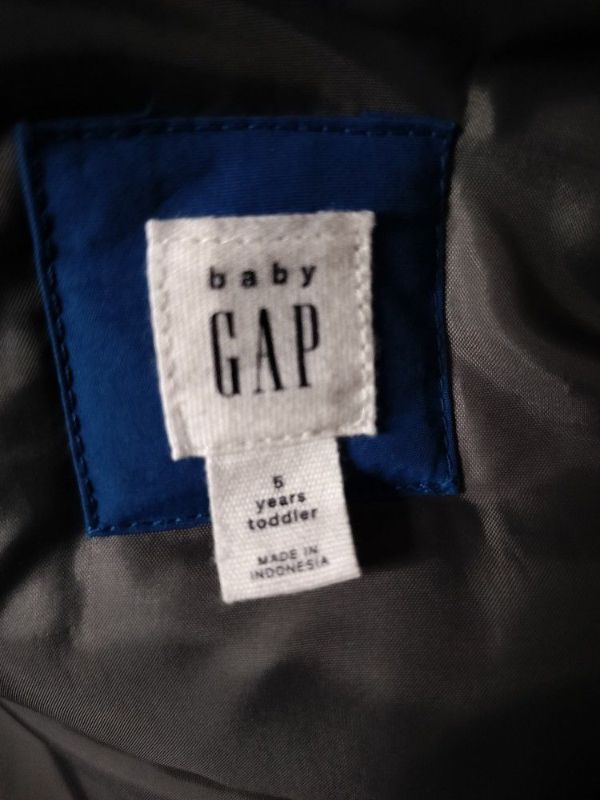 baby
GAP
5
years
toddler
MADE IN
INDONESIA